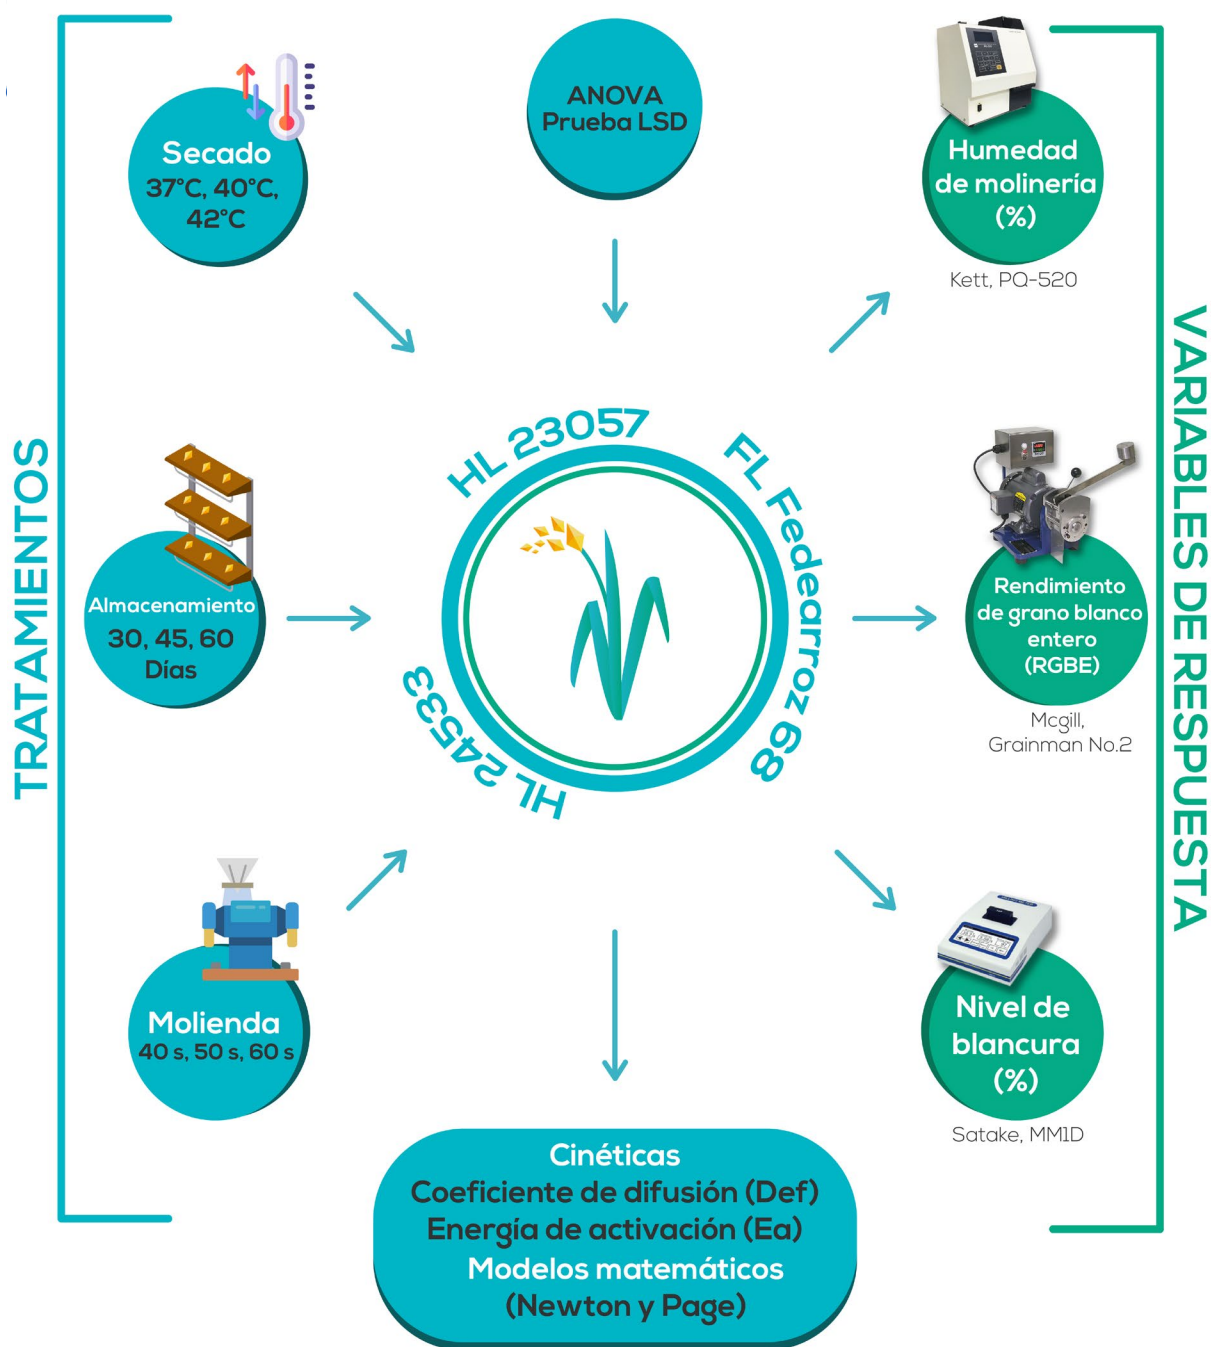 TRATAMIENTOS
Secado
37°C, 40°C,
42°C
Almacenamiento
30, 45, 60
Días
Molienda
40 s, 50 s, 60 s
ANOVA
Prueba LSD
HL 23057
FL Fedearroz 68
HL 24533
Cinéticas
Coeficiente de difusión (Def)
Energía de activación (Ea)
Modelos matemáticos
(Newton y Page)
Humedad
de molinería
(%)
Kett, PQ-520
Rendimiento
de grano blanco
entero
(RGBE)
Mcgill,
Grainman No.2
Nivel de
blancura
(%)
Satake, MM1D
VARIABLES DE RESPUESTA